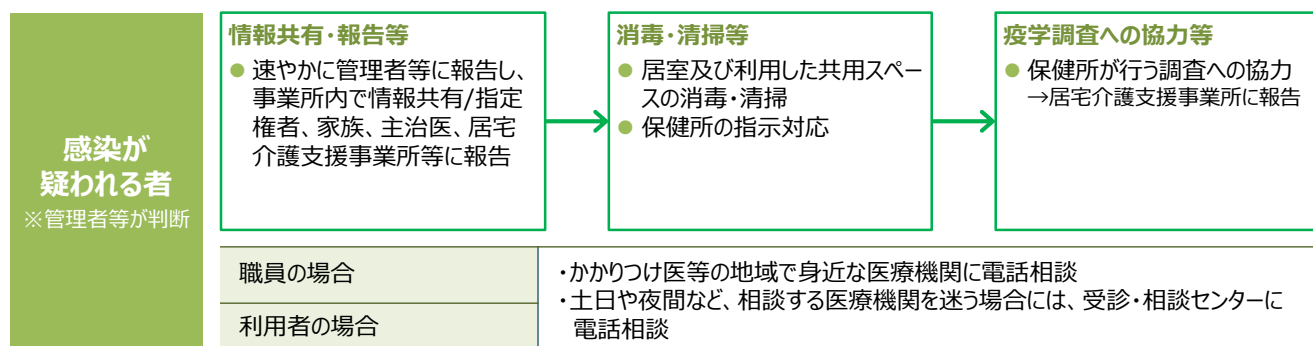 感染が
疑われる者
※管理者等が判断
情報共有・報告等
● 速やかに管理者等に報告し、
事業所内で情報共有/指定
権者、家族、主治医、居宅
介護支援事業所等に報告
消毒・清掃等
● 居室及び利用した共用スペー
スの消毒・清掃
● 保健所の指示対応
疫学調査への協力等
● 保健所が行う調査への協力
→居宅介護支援事業所に報告
職員の場合
利用者の場合
・かかりつけ医等の地域で身近な医療機関に電話相談
・土日や夜間など、相談する医療機関を迷う場合には、受診・相談センターに
電話相談